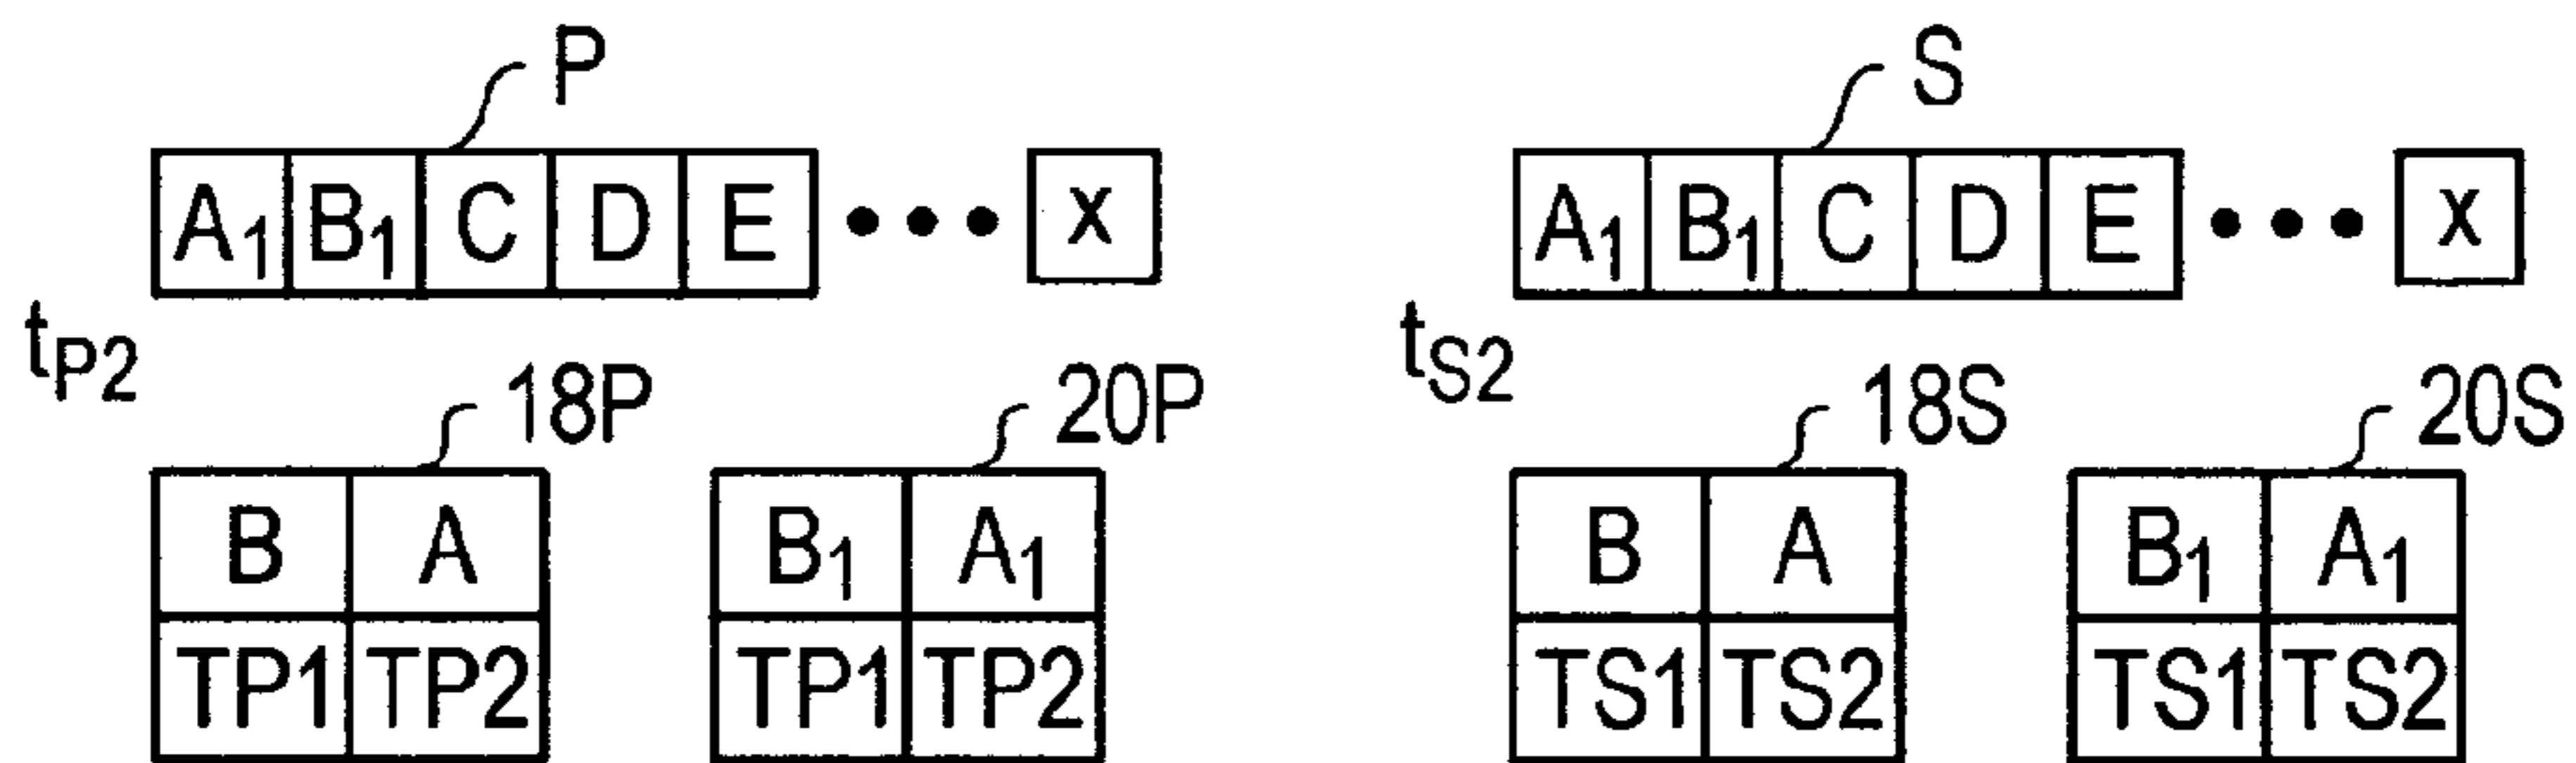 P S
A₁ B₁ C D E ••• x A₁ B₁ C D E ••• x
tP2 tS2
18P 20P 18S 20S
B A B₁ A₁ B A B₁ A₁
TP1 TP2 TP1 TP2 TS1 TS2 TS1 TS2